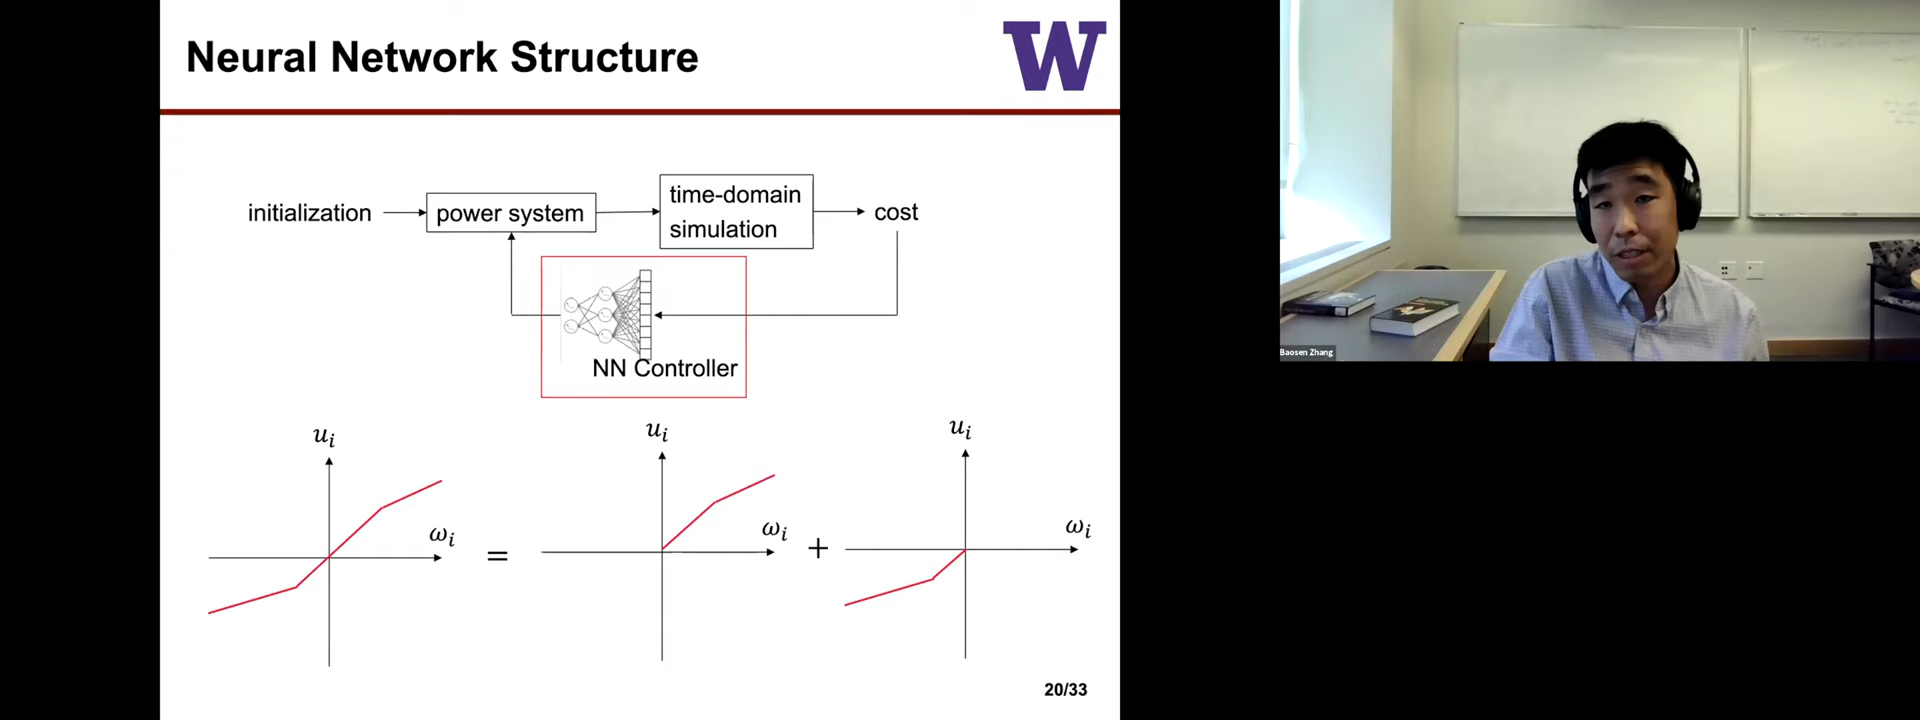 Neural Network Structure
W
initialization
power system
time-domain
simulation
cost
NN Controller
u_i
ω_i
=
u_i
ω_i
+
u_i
ω_i
20/33
Baosen Zhang